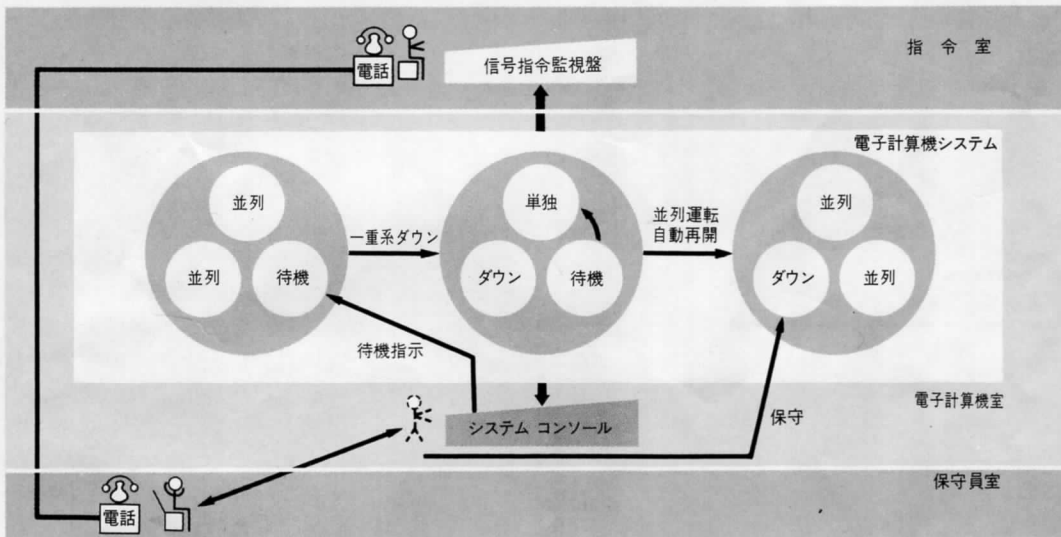 指令室
電話
信号指令監視盤
電子計算機システム
並列
並列
待機
一重系ダウン
単独
ダウン
待機
並列運転
自動再開
並列
ダウン
並列
待機指示
電子計算機室
システム コンソール
保守
保守員室
電話